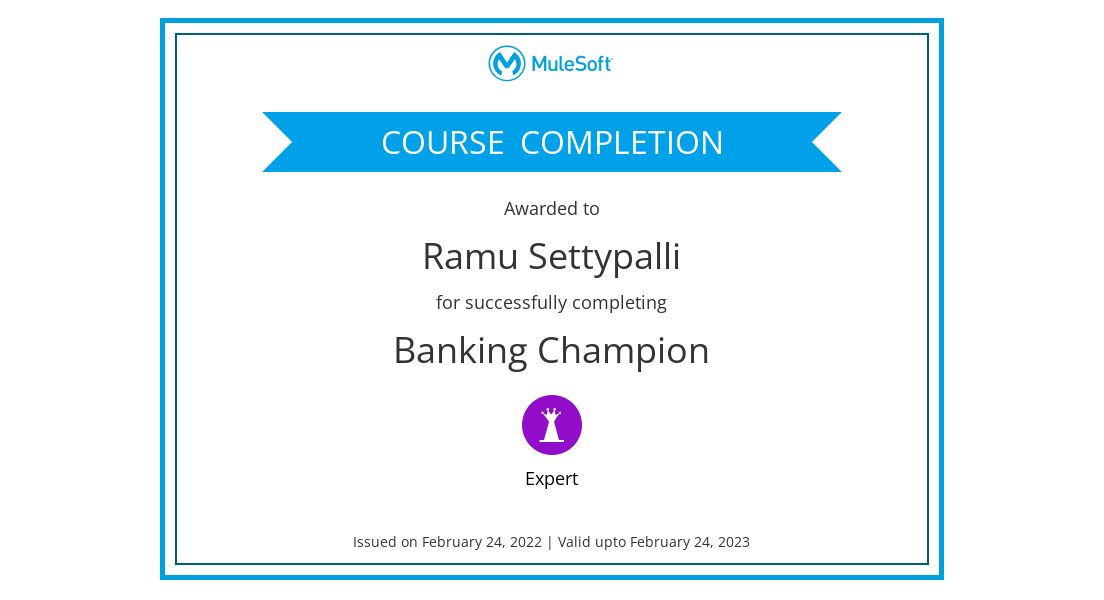 MuleSoft
COURSE COMPLETION
Awarded to
Ramu Settypalli
for successfully completing
Banking Champion
Expert
Issued on February 24, 2022 | Valid upto February 24, 2023